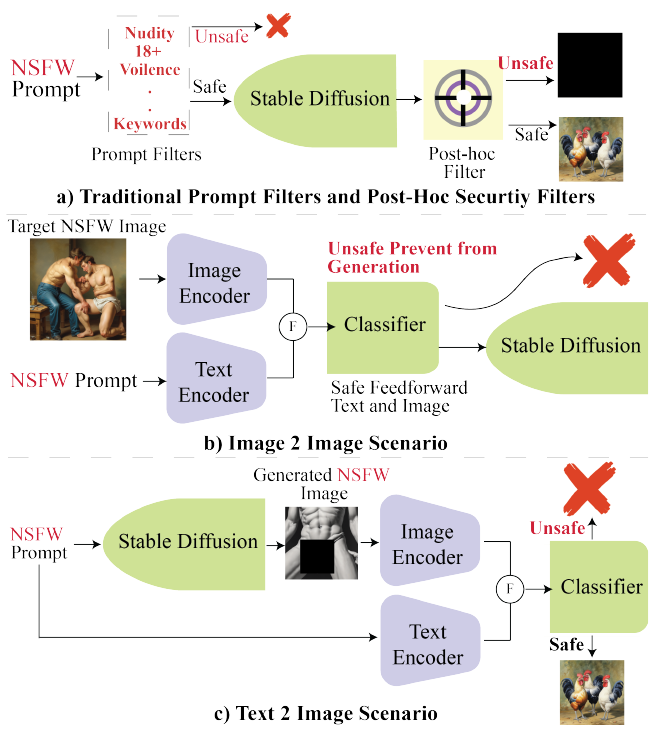 NSFW
Prompt
Nudity
18+
Voilence
.
.
Keywords
Prompt Filters
Unsafe
Safe
Stable Diffusion
Post-hoc
Filter
Unsafe
Safe
a) Traditional Prompt Filters and Post-Hoc Securtiy Filters
Target NSFW Image
Image
Encoder
NSFW Prompt
Text
Encoder
F
Unsafe Prevent from
Generation
Classifier
Safe Feedforward
Text and Image
Stable Diffusion
b) Image 2 Image Scenario
NSFW
Prompt
Stable Diffusion
Generated NSFW
Image
Image
Encoder
Text
Encoder
F
Unsafe
Classifier
Safe
c) Text 2 Image Scenario